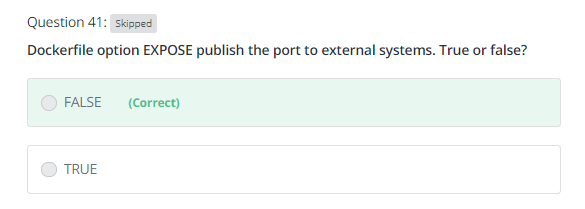 Question 41: Skipped
Dockerfile option EXPOSE publish the port to external systems. True or false?
FALSE (Correct)
TRUE